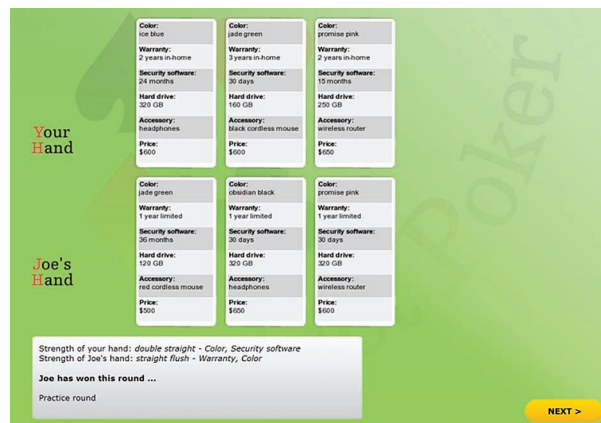 Color:
ice blue
Warranty:
2 years in-home
Security software:
24 months
Hard drive:
320 GB
Accessory:
headphones
Price:
$600
Color:
jade green
Warranty:
3 years in-home
Security software:
30 days
Hard drive:
160 GB
Accessory:
black cordless mouse
Price:
$600
Color:
promise pink
Warranty:
2 years in-home
Security software:
15 months
Hard drive:
250 GB
Accessory:
wireless router
Price:
$650
Your
Hand
Color:
jade green
Warranty:
1 year limited
Security software:
36 months
Hard drive:
120 GB
Accessory:
red cordless mouse
Price:
$500
Color:
obsidian black
Warranty:
1 year limited
Security software:
30 days
Hard drive:
320 GB
Accessory:
headphones
Price:
$650
Color:
promise pink
Warranty:
1 year limited
Security software:
30 days
Hard drive:
320 GB
Accessory:
wireless router
Price:
$600
Joe's
Hand
Strength of your hand: double straight - Color, Security software
Strength of Joe's hand: straight flush - Warranty, Color
Joe has won this round ...
Practice round
NEXT >
Poker